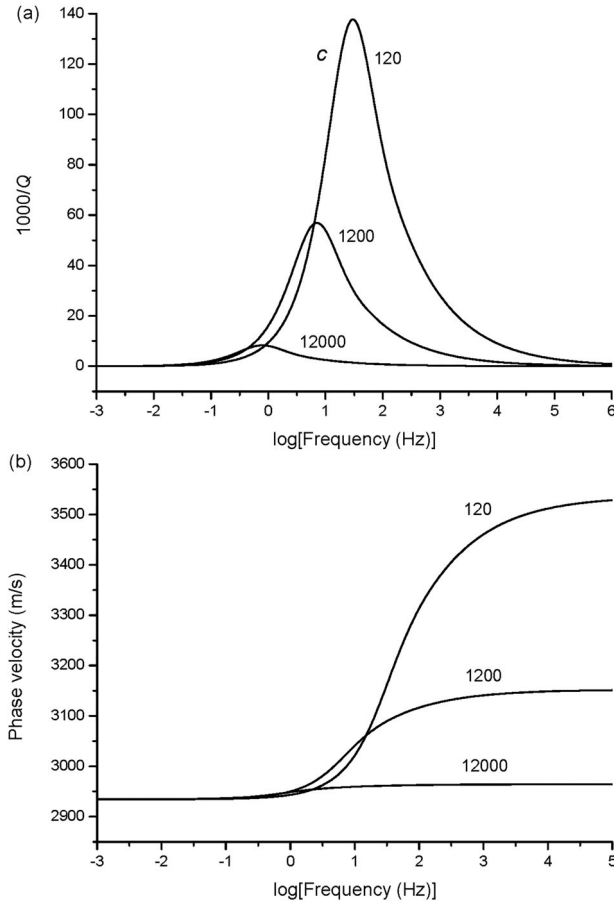 (a)
140
120
100
80
60
40
20
0
1000/Q
c
120
1200
12000
-3 -2 -1 0 1 2 3 4 5 6
log[Frequency (Hz)]
(b)
3600
3500
3400
3300
3200
3100
3000
2900
Phase velocity (m/s)
120
1200
12000
-3 -2 -1 0 1 2 3 4 5
log[Frequency (Hz)]